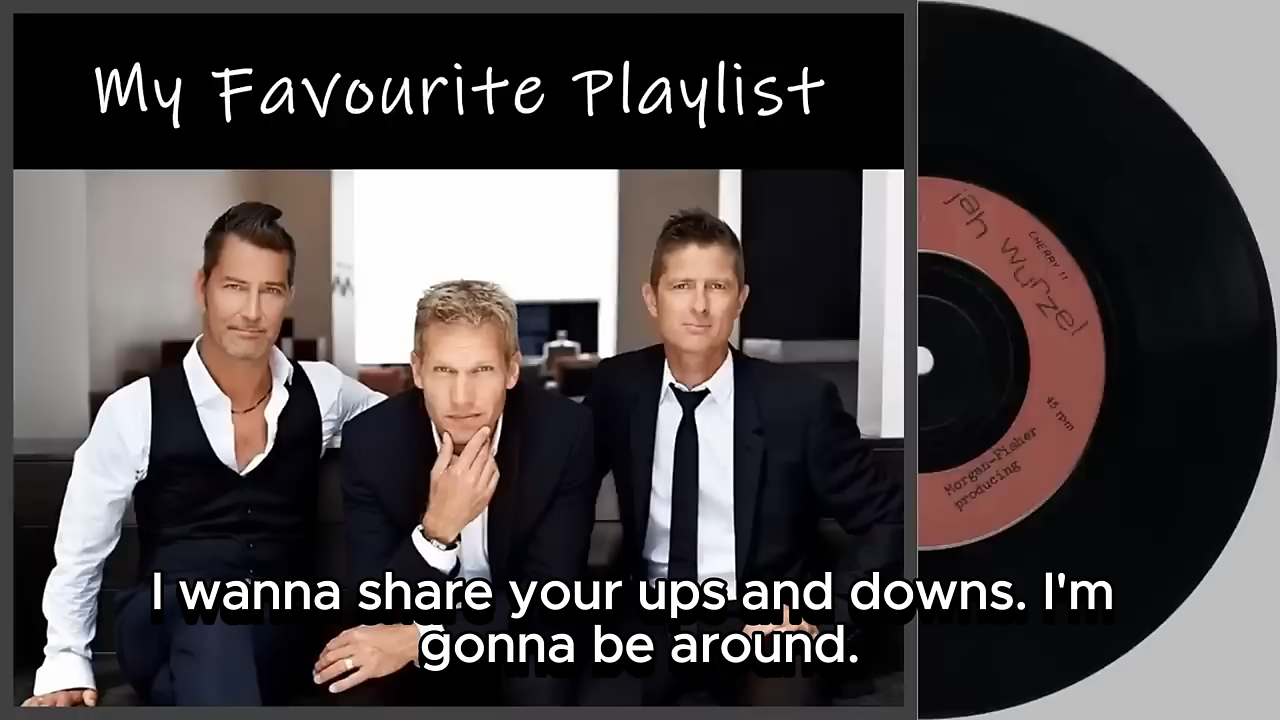 My Favourite Playlist
jah wurzel
CHERRY 11
45 rpm
Morgan-Fisher
producing
I wanna share your ups and downs. I'm
gonna be around.